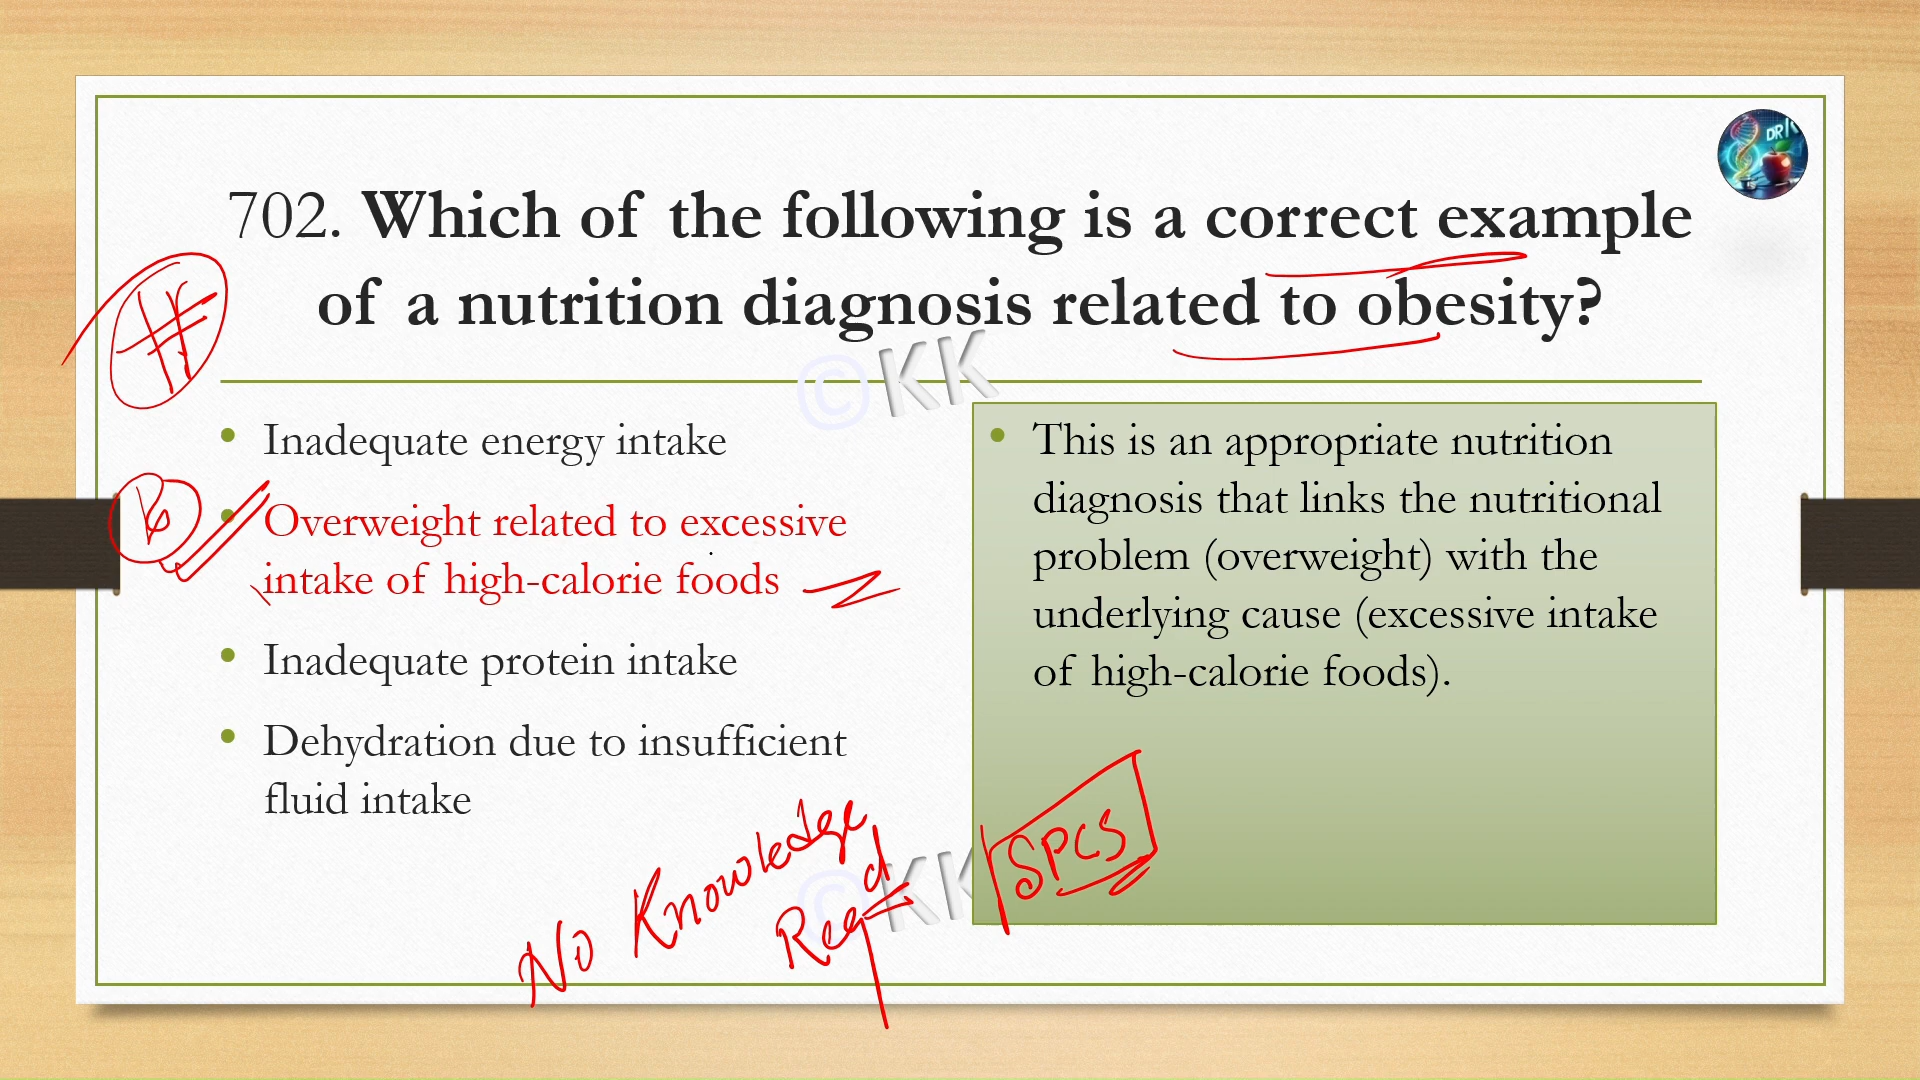 702. Which of the following is a correct example
of a nutrition diagnosis related to obesity?
#
©KK
• Inadequate energy intake
B
• Overweight related to excessive
intake of high-calorie foods
• Inadequate protein intake
• Dehydration due to insufficient
fluid intake
• This is an appropriate nutrition
diagnosis that links the nutritional
problem (overweight) with the
underlying cause (excessive intake
of high-calorie foods).
No Knowledge
Reqd
SPCS
©KK
DR K